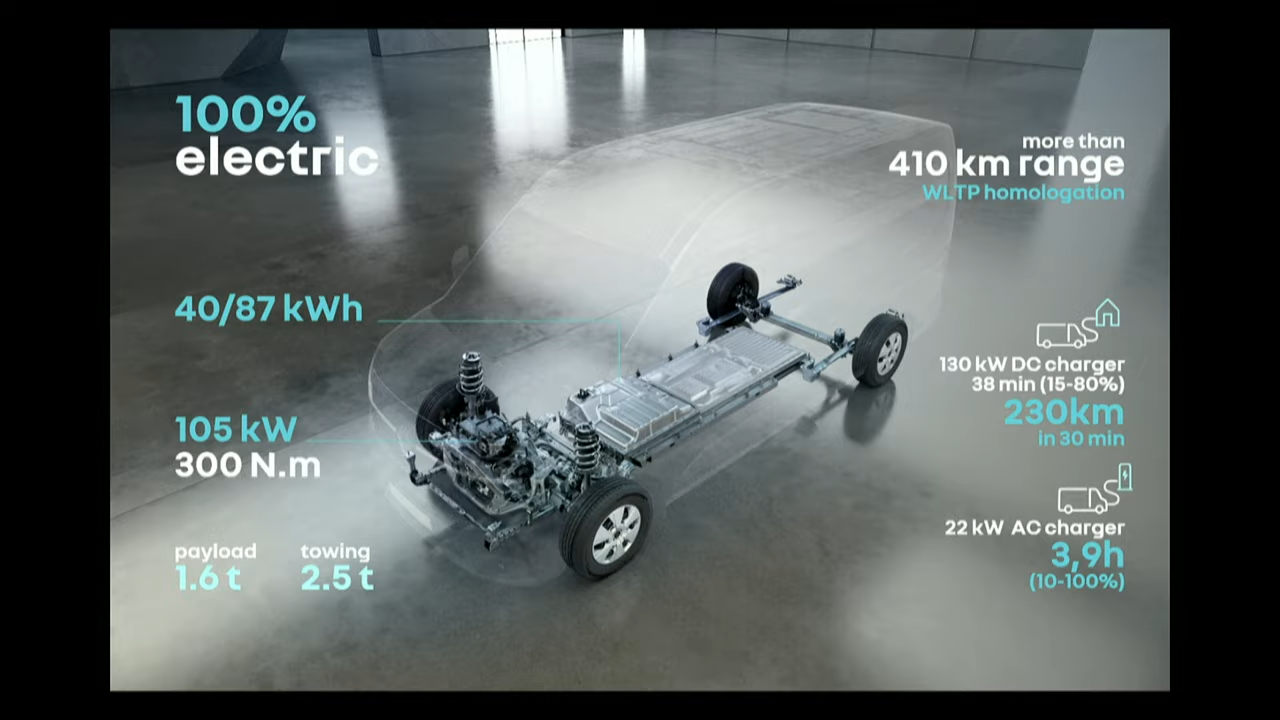 100%
electric
more than
410 km range
WLTP homologation
40/87 kWh
130 kW DC charger
38 min (15-80%)
230km
in 30 min
105 kW
300 N.m
22 kW AC charger
3,9h
(10-100%)
payload
1.6 t
towing
2.5 t